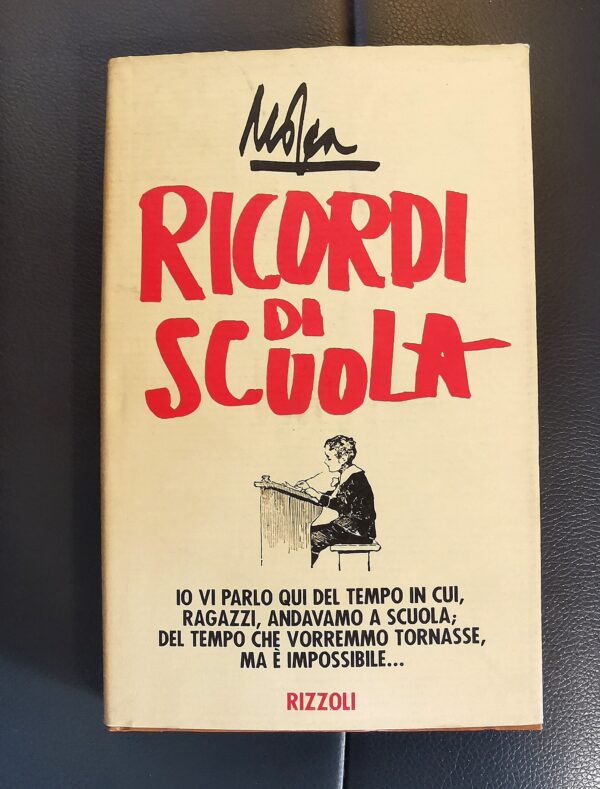 Mosca
RICORDI
DI
SCUOLA
IO VI PARLO QUI DEL TEMPO IN CUI,
RAGAZZI, ANDAVAMO A SCUOLA;
DEL TEMPO CHE VORREMMO TORNASSE,
MA È IMPOSSIBILE...
RIZZOLI